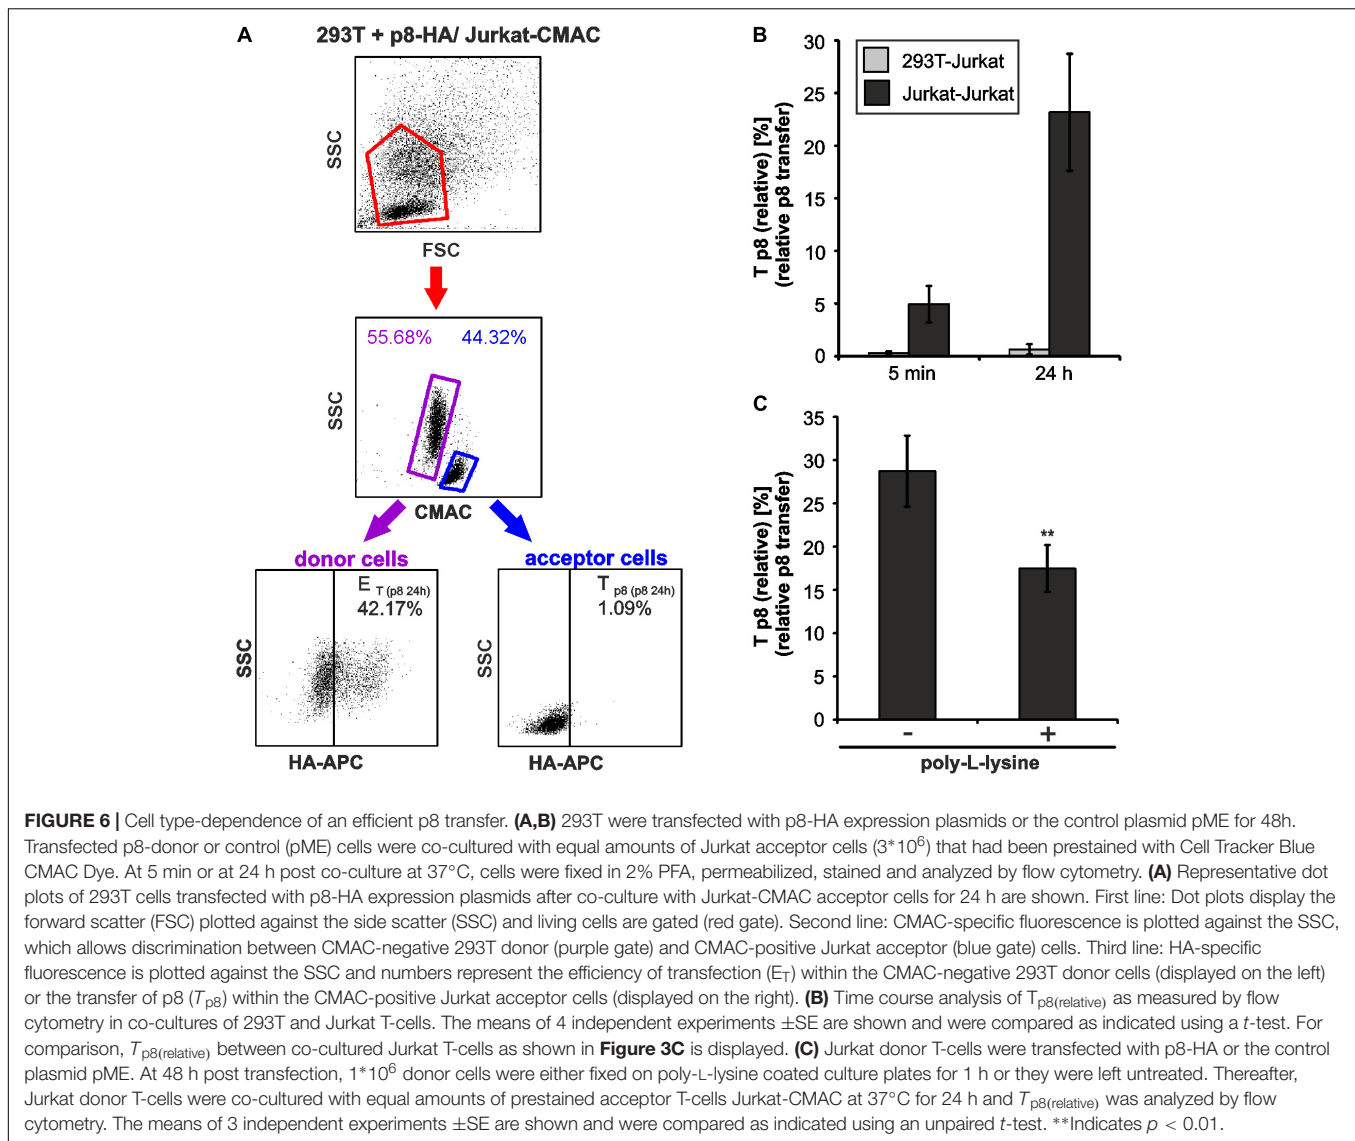 A
293T + p8-HA/ Jurkat-CMAC
SSC
FSC
55.68%
44.32%
SSC
CMAC
donor cells
acceptor cells
E T (p8 24h)
42.17%
T p8 (p8 24h)
1.09%
SSC
SSC
HA-APC
HA-APC
B
T p8 (relative) [%]
(relative p8 transfer)
30
25
20
15
10
5
0
293T-Jurkat
Jurkat-Jurkat
5 min
24 h
C
T p8 (relative) [%]
(relative p8 transfer)
35
30
25
20
15
10
5
0
**
-
+
poly-L-lysine
FIGURE 6 | Cell type-dependence of an efficient p8 transfer. (A,B) 293T were transfected with p8-HA expression plasmids or the control plasmid pME for 48h.
Transfected p8-donor or control (pME) cells were co-cultured with equal amounts of Jurkat acceptor cells (3*10⁶) that had been prestained with Cell Tracker Blue
CMAC Dye. At 5 min or at 24 h post co-culture at 37°C, cells were fixed in 2% PFA, permeabilized, stained and analyzed by flow cytometry. (A) Representative dot
plots of 293T cells transfected with p8-HA expression plasmids after co-culture with Jurkat-CMAC acceptor cells for 24 h are shown. First line: Dot plots display the
forward scatter (FSC) plotted against the side scatter (SSC) and living cells are gated (red gate). Second line: CMAC-specific fluorescence is plotted against the SSC,
which allows discrimination between CMAC-negative 293T donor (purple gate) and CMAC-positive Jurkat acceptor (blue gate) cells. Third line: HA-specific
fluorescence is plotted against the SSC and numbers represent the efficiency of transfection (ET) within the CMAC-negative 293T donor cells (displayed on the left)
or the transfer of p8 (Tp8) within the CMAC-positive Jurkat acceptor cells (displayed on the right). (B) Time course analysis of Tp8(relative) as measured by flow
cytometry in co-cultures of 293T and Jurkat T-cells. The means of 4 independent experiments ±SE are shown and were compared as indicated using a t-test. For
comparison, Tp8(relative) between co-cultured Jurkat T-cells as shown in Figure 3C is displayed. (C) Jurkat donor T-cells were transfected with p8-HA or the control
plasmid pME. At 48 h post transfection, 1*10⁶ donor cells were either fixed on poly-L-lysine coated culture plates for 1 h or they were left untreated. Thereafter,
Jurkat donor T-cells were co-cultured with equal amounts of prestained acceptor T-cells Jurkat-CMAC at 37°C for 24 h and Tp8(relative) was analyzed by flow
cytometry. The means of 3 independent experiments ±SE are shown and were compared as indicated using an unpaired t-test. **Indicates p < 0.01.